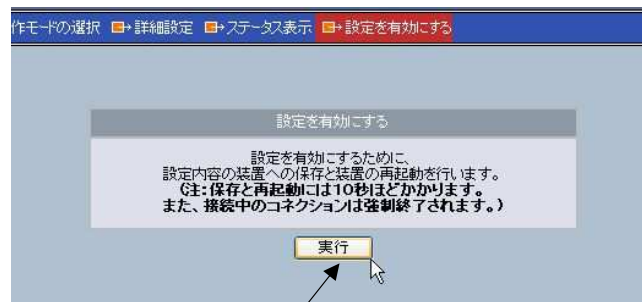 作モードの選択 詳細設定 ステータス表示 設定を有効にする
設定を有効にする
設定を有効にするために、
設定内容の装置への保存と装置の再起動を行います。
(注:保存と再起動には10秒ほどかかります。
また、接続中のコネクションは強制終了されます。)
実行